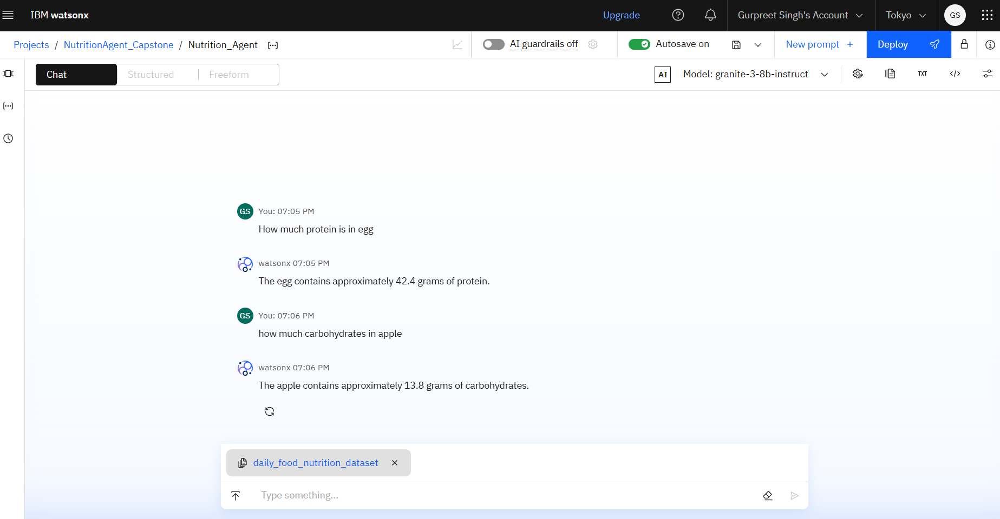 IBM watsonx
Upgrade
Gurpreet Singh's Account
Tokyo
GS
Projects / NutritionAgent_Capstone / Nutrition_Agent
AI guardrails off
Autosave on
New prompt +
Deploy
Chat
Structured
Freeform
AI
Model: granite-3-8b-instruct
TXT
GS
You: 07:05 PM
How much protein is in egg
watsonx 07:05 PM
The egg contains approximately 42.4 grams of protein.
GS
You: 07:06 PM
how much carbohydrates in apple
watsonx 07:06 PM
The apple contains approximately 13.8 grams of carbohydrates.
daily_food_nutrition_dataset
Type something...